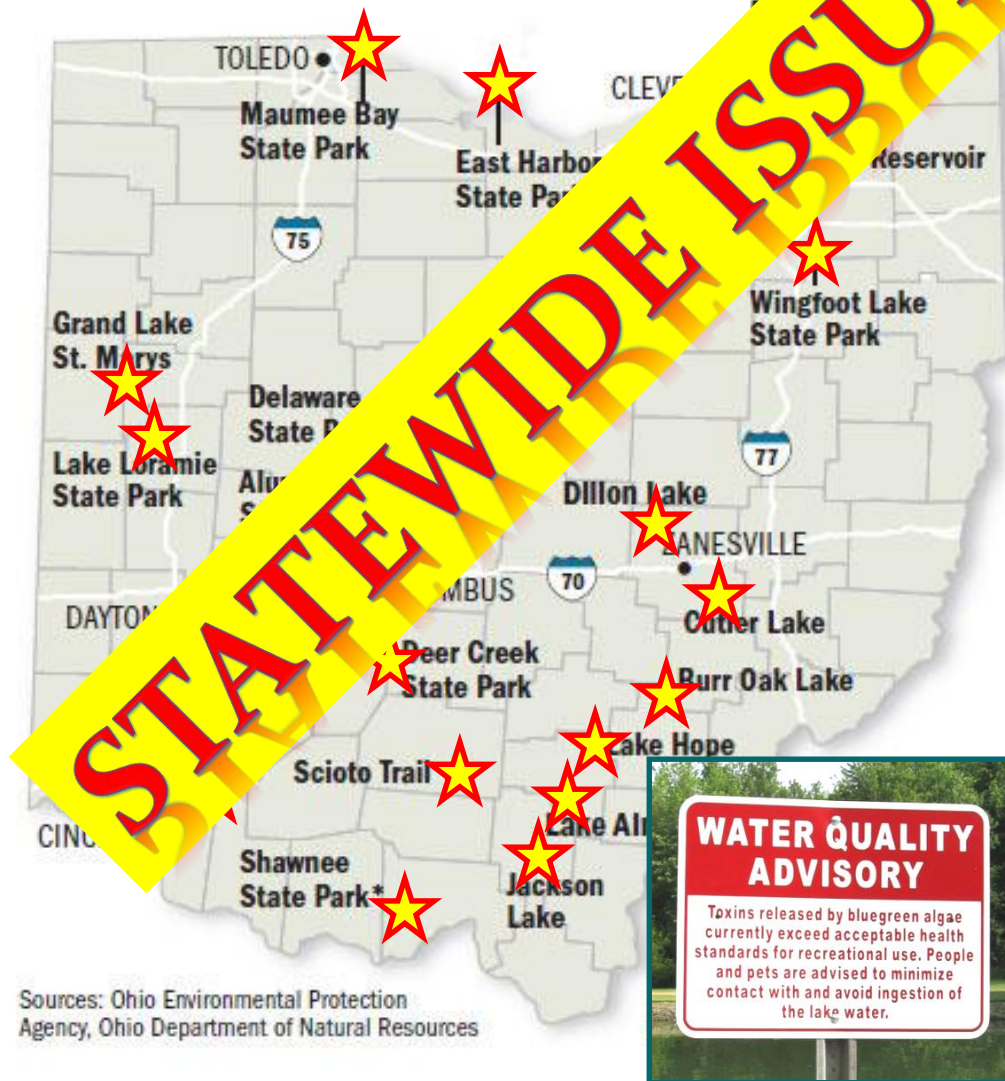 TOLEDO
Maumee Bay
State Park
East Harbor
State Park
Reservoir
75
Wingfoot Lake
State Park
Grand Lake
St. Marys
Delaware
State
77
Lake Loramie
State Park
Dillon Lake
ZANESVILLE
70
DAYTON
Cutler Lake
Deer Creek
State Park
Burr Oak Lake
Lake Hope
Scioto Trail
Lake
Shawnee
State Park*
Jackson
Lake
STATEWIDE ISSU
WATER QUALITY
ADVISORY
Toxins released by bluegreen algae
currently exceed acceptable health
standards for recreational use. People
and pets are advised to minimize
contact with and avoid ingestion of
the lake water.
Sources: Ohio Environmental Protection
Agency, Ohio Department of Natural Resources